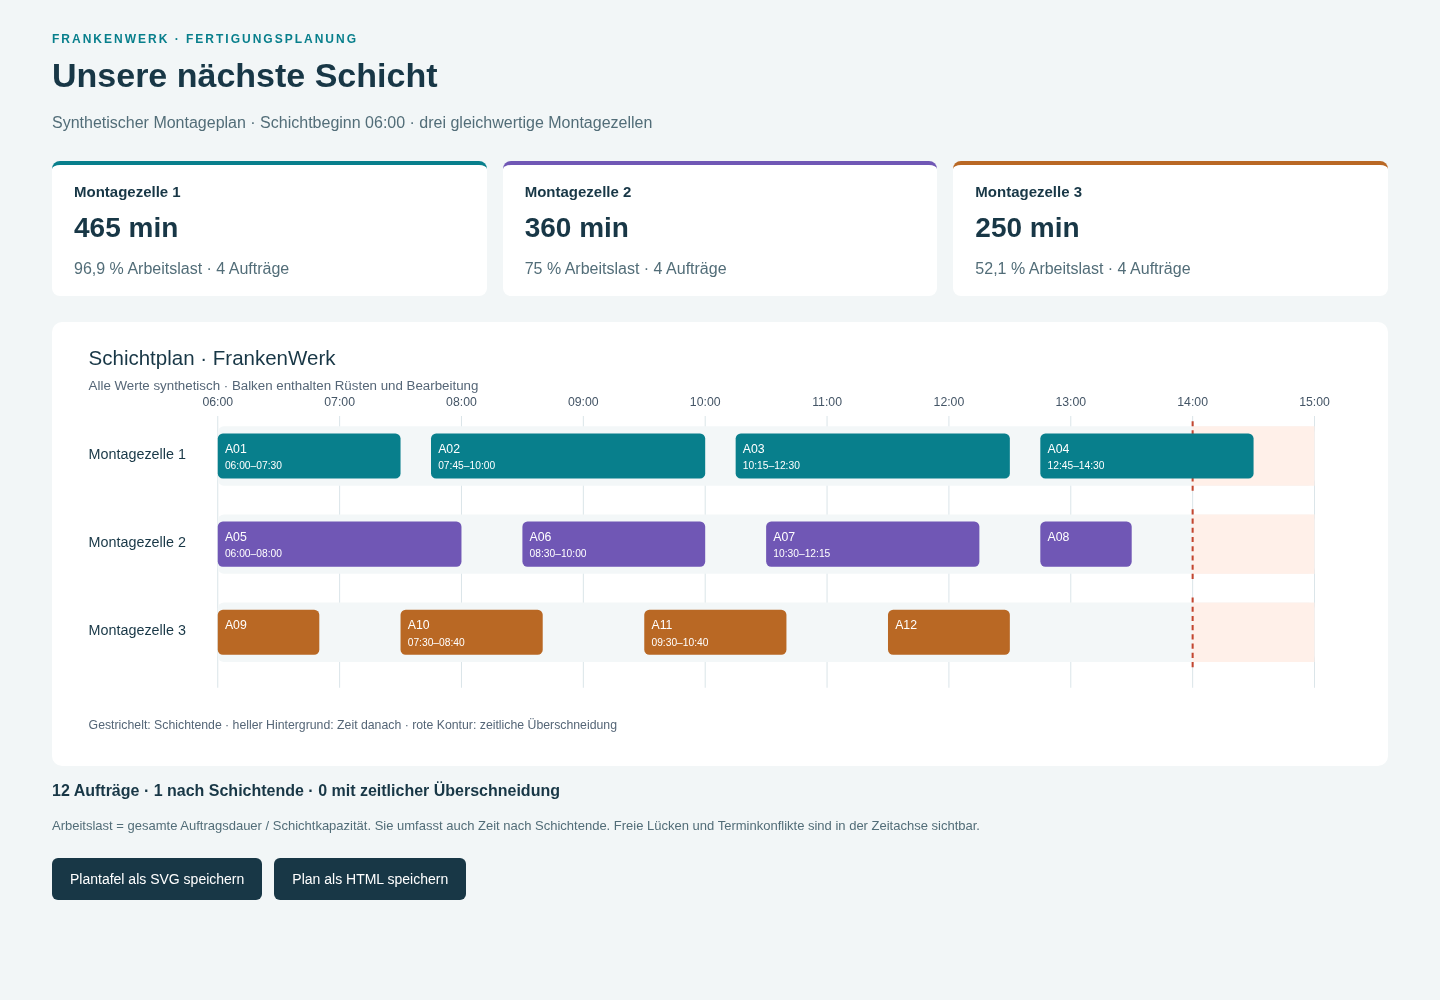 FRANKENWERK · FERTIGUNGSPLANUNG
Unsere nächste Schicht
Synthetischer Montageplan · Schichtbeginn 06:00 · drei gleichwertige Montagezellen
Montagezelle 1
465 min
96,9 % Arbeitslast · 4 Aufträge
Montagezelle 2
360 min
75 % Arbeitslast · 4 Aufträge
Montagezelle 3
250 min
52,1 % Arbeitslast · 4 Aufträge
Schichtplan · FrankenWerk
Alle Werte synthetisch · Balken enthalten Rüsten und Bearbeitung
06:00 07:00 08:00 09:00 10:00 11:00 12:00 13:00 14:00 15:00
Montagezelle 1
A01
06:00–07:30
A02
07:45–10:00
A03
10:15–12:30
A04
12:45–14:30
Montagezelle 2
A05
06:00–08:00
A06
08:30–10:00
A07
10:30–12:15
A08
Montagezelle 3
A09
A10
07:30–08:40
A11
09:30–10:40
A12
Gestrichelt: Schichtende · heller Hintergrund: Zeit danach · rote Kontur: zeitliche Überschneidung
12 Aufträge · 1 nach Schichtende · 0 mit zeitlicher Überschneidung
Arbeitslast = gesamte Auftragsdauer / Schichtkapazität. Sie umfasst auch Zeit nach Schichtende. Freie Lücken und Terminkonflikte sind in der Zeitachse sichtbar.
Plantafel als SVG speichern
Plan als HTML speichern